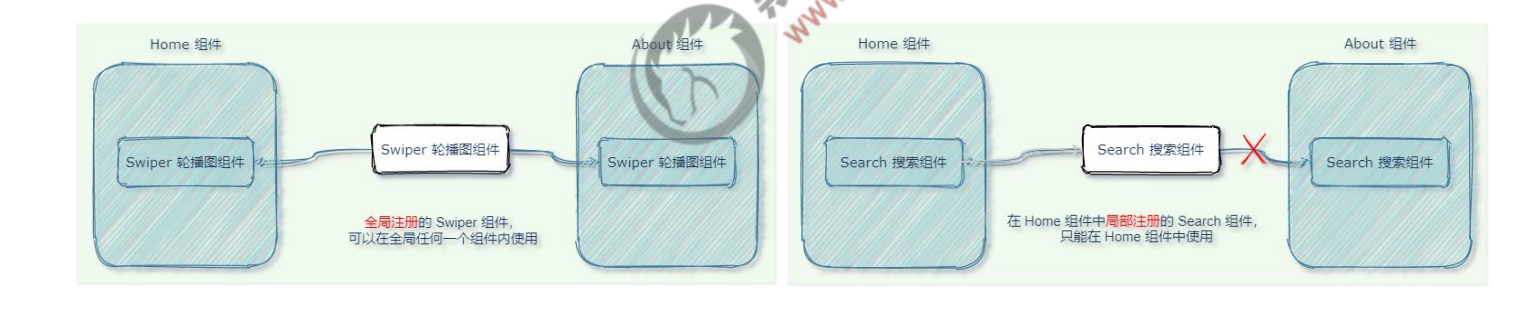 Home 组件
About 组件
Swiper 轮播图组件
Swiper 轮播图组件
Swiper 轮播图组件
全局注册的 Swiper 组件,
可以在全局任何一个组件内使用
Home 组件
About 组件
Search 搜索组件
Search 搜索组件
Search 搜索组件
在 Home 组件中局部注册的 Search 组件,
只能在 Home 组件中使用
www.